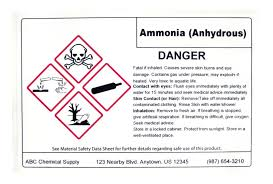 Ammonia (Anhydrous)
DANGER
Fatal if inhaled. Causes severe skin burns and eye
damage. Contains gas under pressure; may explode if
heated. Very toxic to aquatic life.
Contact with eyes: Flush eyes immediately with plenty of
water for 15 minutes and seek medical advice immediately
Skin Contact (or Hair): Remove/Take off immediately all
contaminated clothing. Rinse Skin with water shower.
Inhalation: Remove to fresh air. If breathing is stopped,
give artificial respiration. If breathing is difficult, give oxygen
Seek medical advice.
Store in a locked container. Protect from sunlight. Store in a
well-ventilated place.
See Material Safety Data Sheet for further details regarding safe use of this product.
ABC Chemical Supply 123 Nearby Blvd. Anytown, US 12345 (987) 654-3210